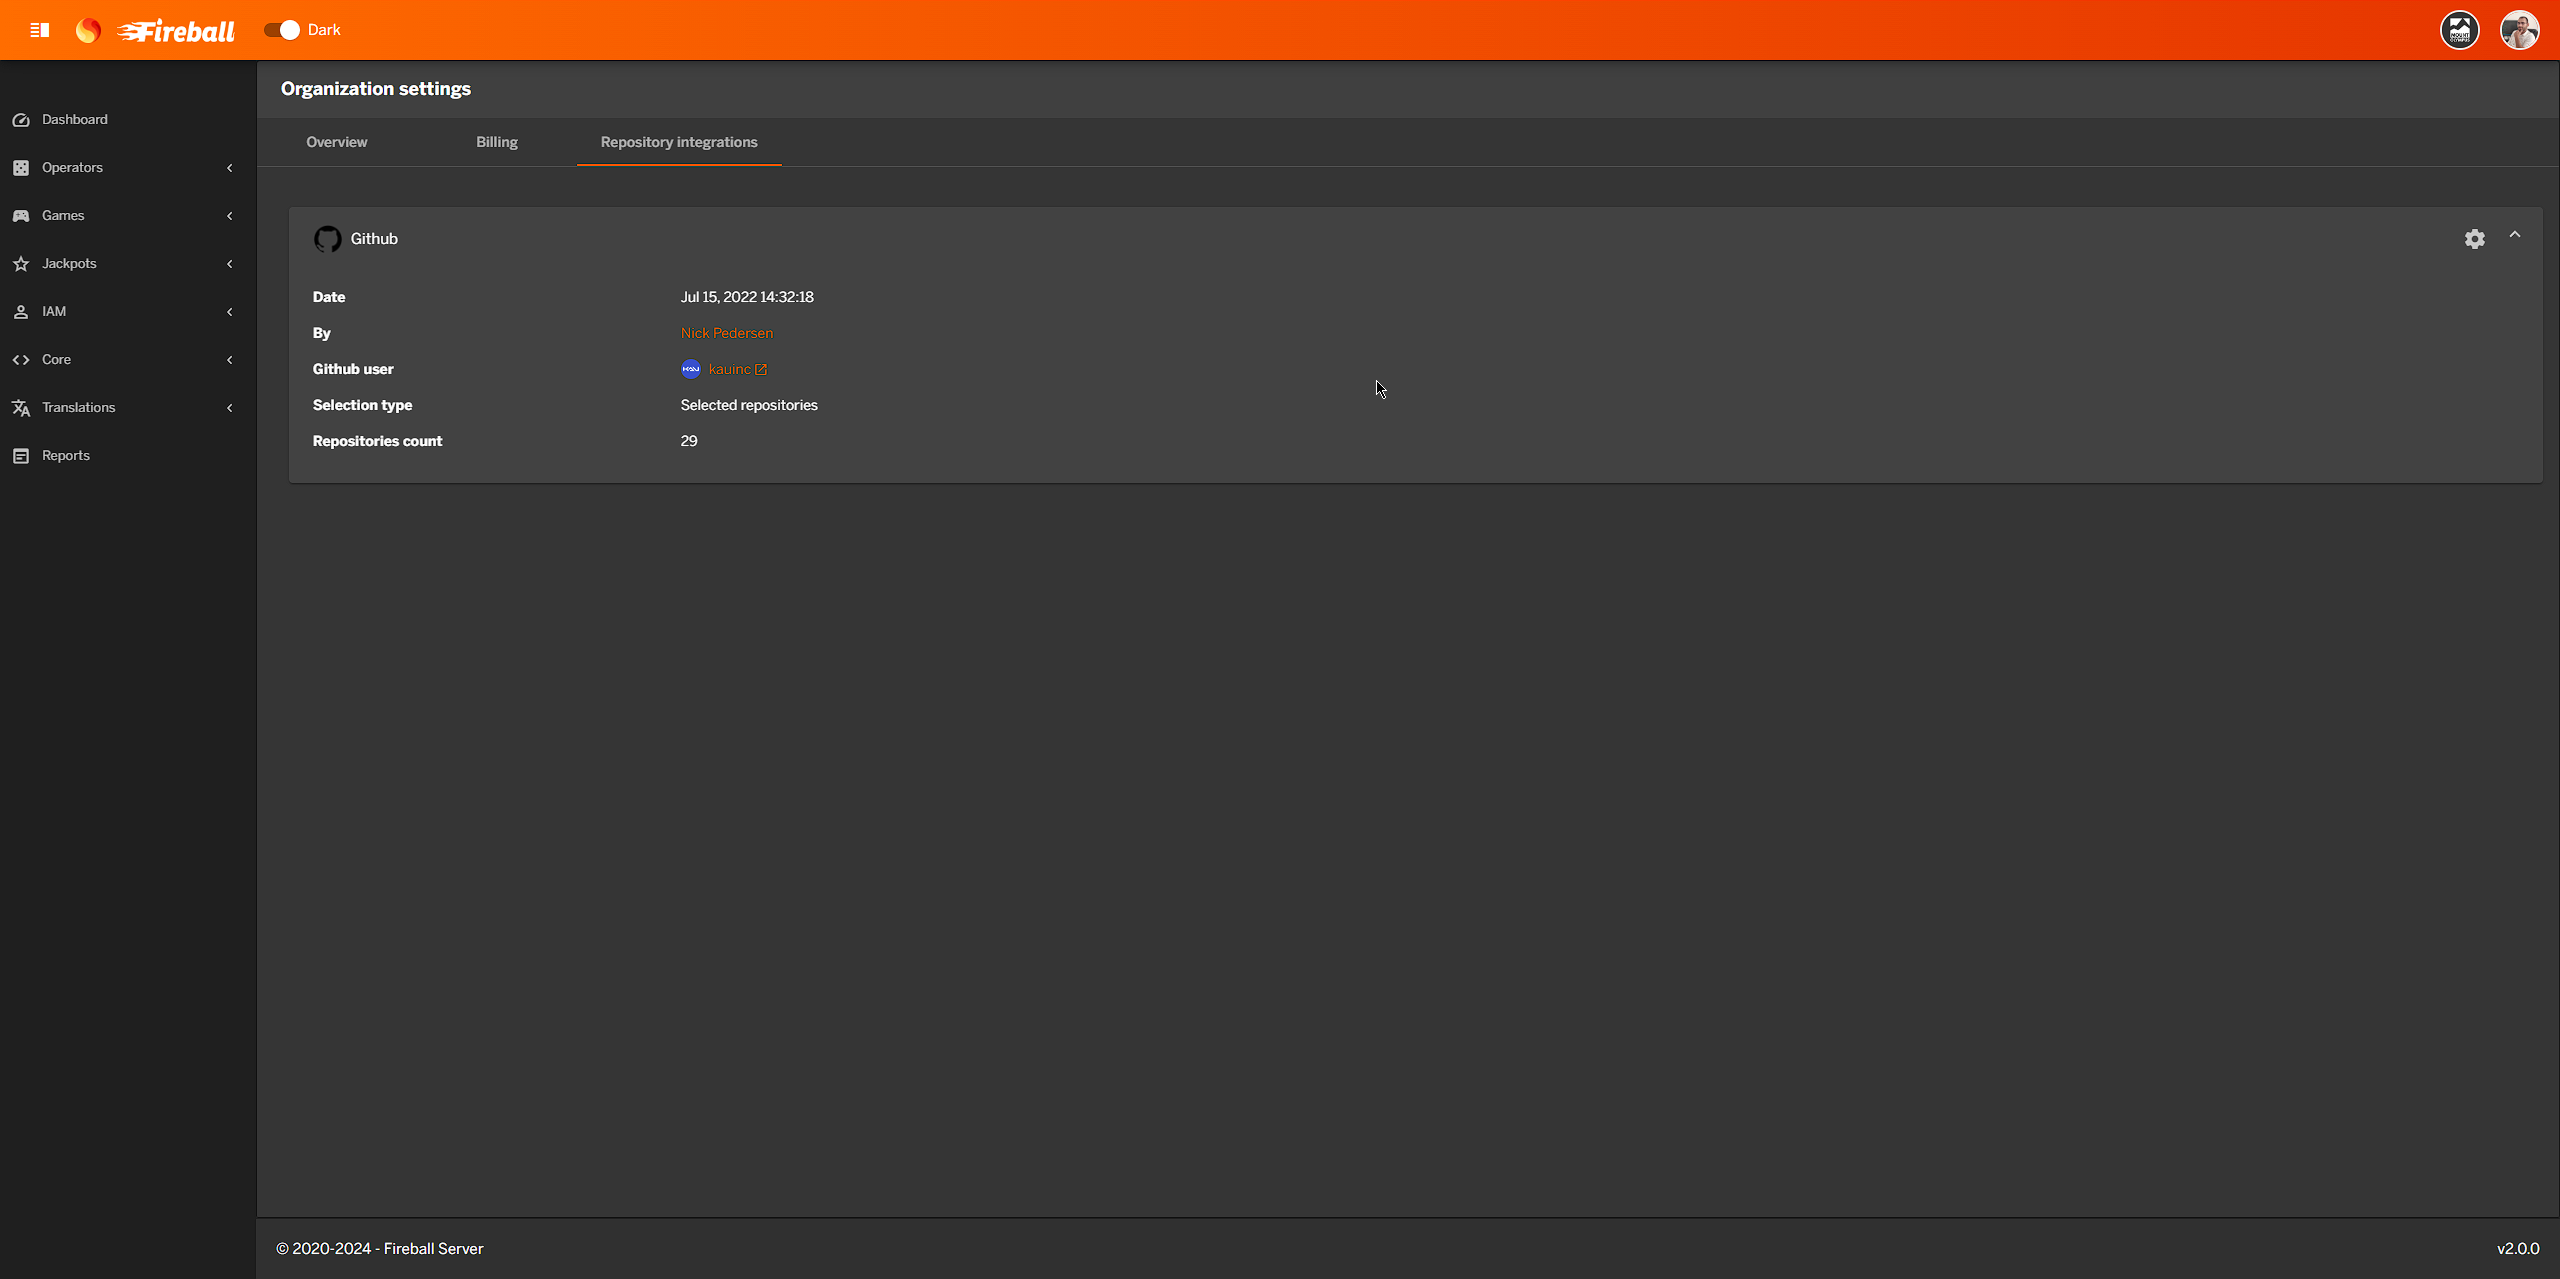 Fireball
Dark
Organization settings
Dashboard
Operators
Games
Jackpots
IAM
Core
Translations
Reports
Overview
Billing
Repository integrations
Github
Date
Jul 15, 2022 14:32:18
By
Nick Pedersen
Github user
kauinc
Selection type
Selected repositories
Repositories count
29
© 2020-2024 - Fireball Server
v2.0.0